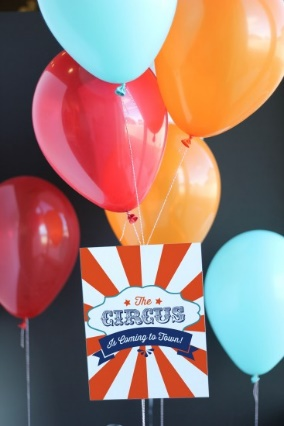 The
CIRCUS
Is Coming to Town!